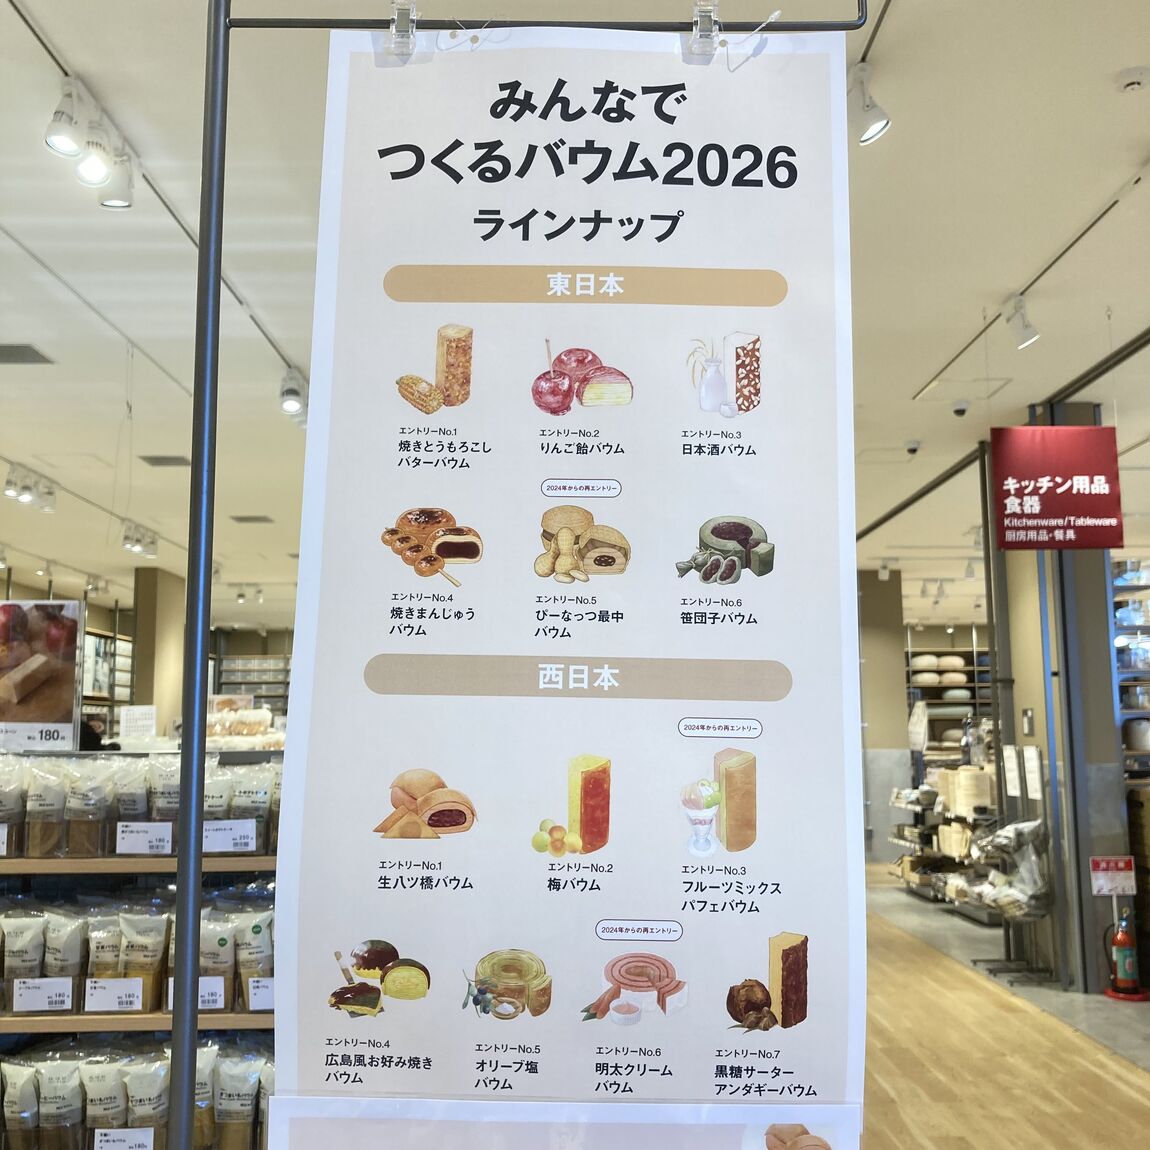 みんなで
つくるバウム2026
ラインナップ
東日本
エントリーNo.1
焼きとうもろこし
バターバウム
エントリーNo.2
りんご飴バウム
エントリーNo.3
日本酒バウム
エントリーNo.4
焼きまんじゅう
バウム
2024年からの再エントリー
エントリーNo.5
ぴーなっつ最中
バウム
エントリーNo.6
笹団子バウム
西日本
エントリーNo.1
生八ツ橋バウム
エントリーNo.2
梅バウム
2024年からの再エントリー
エントリーNo.3
フルーツミックス
パフェバウム
エントリーNo.4
広島風お好み焼き
バウム
エントリーNo.5
オリーブ塩
バウム
2024年からの再エントリー
エントリーNo.6
明太クリーム
バウム
エントリーNo.7
黒糖サーター
アンダギーバウム
キッチン用品
食器
Kitchenware/Tableware
厨房用品・餐具
180円
180
250
180
180
180
180
180円